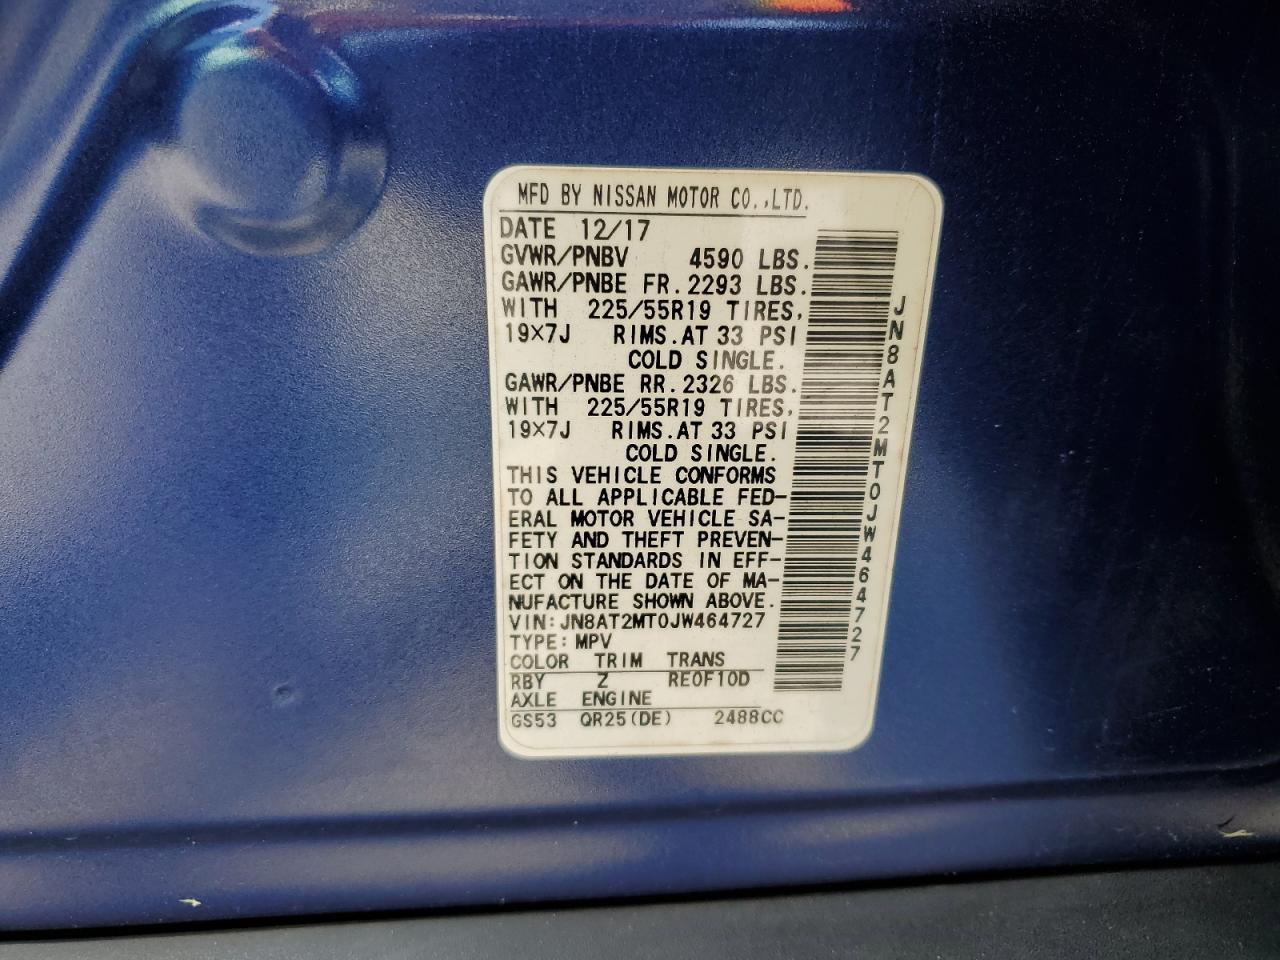 MFD BY NISSAN MOTOR CO.,LTD.
DATE 12/17
GVWR/PNBV 4590 LBS.
GAWR/PNBE FR. 2293 LBS.
WITH 225/55R19 TIRES,
19×7J RIMS. AT 33 PSI
COLD SINGLE.
GAWR/PNBE RR. 2326 LBS.
WITH 225/55R19 TIRES,
19×7J RIMS. AT 33 PSI
COLD SINGLE.
THIS VEHICLE CONFORMS
TO ALL APPLICABLE FED-
ERAL MOTOR VEHICLE SA-
FETY AND THEFT PREVEN-
TION STANDARDS IN EFF-
ECT ON THE DATE OF MA-
NUFACTURE SHOWN ABOVE.
VIN: JN8AT2MT0JW464727
TYPE: MPV
COLOR TRIM TRANS
RBY Z RE0F10D
AXLE ENGINE
GS53 QR25(DE) 2488CC
JN8AT2MT0JW464727